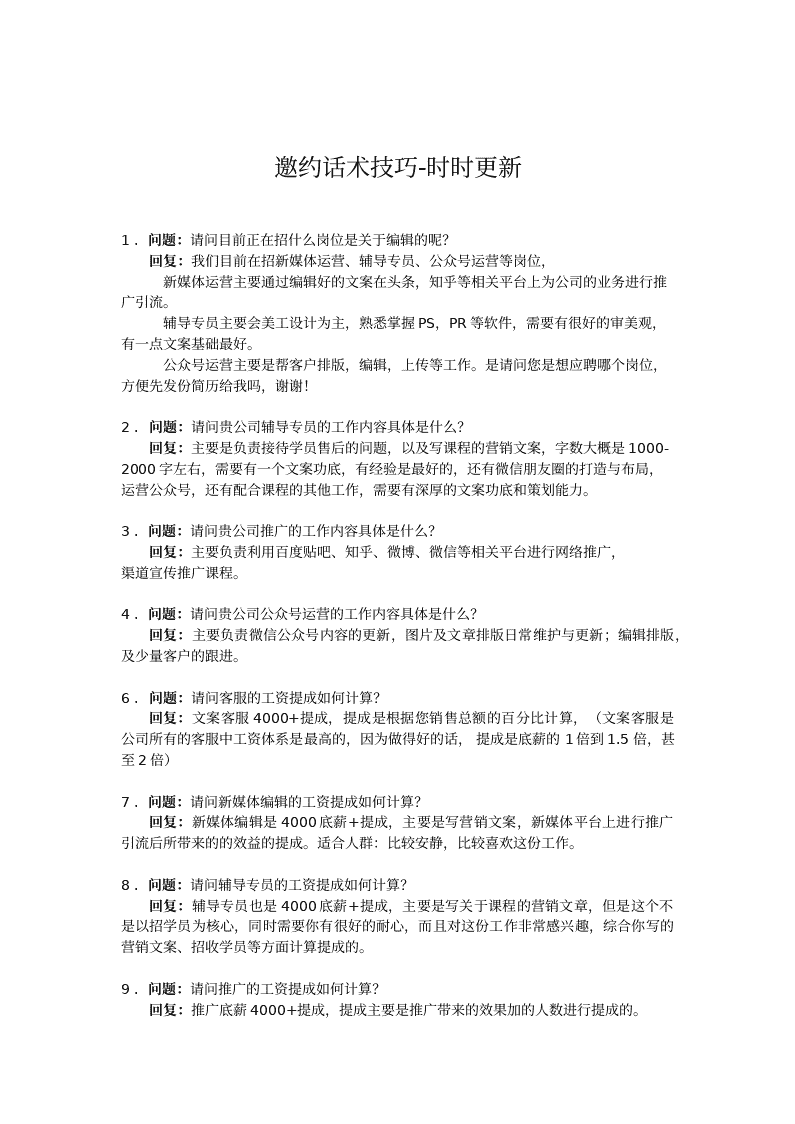 邀约话术技巧-时时更新
1 . 问题：请问目前正在招什么岗位是关于编辑的呢？
回复：我们目前在招新媒体运营、辅导专员、公众号运营等岗位，
新媒体运营主要通过编辑好的文案在头条，知乎等相关平台上为公司的业务进行推
广引流。
辅导专员主要会美工设计为主，熟悉掌握 PS，PR 等软件，需要有很好的审美观，
有一点文案基础最好。
公众号运营主要是帮客户排版，编辑，上传等工作。是请问您是想应聘哪个岗位，
方便先发份简历给我吗，谢谢！
2 . 问题：请问贵公司辅导专员的工作内容具体是什么？
回复：主要是负责接待学员售后的问题，以及写课程的营销文案，字数大概是 1000-
2000 字左右，需要有一个文案功底，有经验是最好的，还有微信朋友圈的打造与布局，
运营公众号，还有配合课程的其他工作，需要有深厚的文案功底和策划能力。
3 . 问题：请问贵公司推广的工作内容具体是什么？
回复：主要负责利用百度贴吧、知乎、微博、微信等相关平台进行网络推广，
渠道宣传推广课程。
4 . 问题：请问贵公司公众号运营的工作内容具体是什么？
回复：主要负责微信公众号内容的更新，图片及文章排版日常维护与更新；编辑排版，
及少量客户的跟进。
6 . 问题：请问客服的工资提成如何计算？
回复：文案客服 4000+提成，提成是根据您销售总额的百分比计算，（文案客服是
公司所有的客服中工资体系是最高的，因为做得好的话， 提成是底薪的 1 倍到 1.5 倍，甚
至 2 倍）
7 . 问题：请问新媒体编辑的工资提成如何计算？
回复：新媒体编辑是 4000 底薪+提成，主要是写营销文案，新媒体平台上进行推广
引流后所带来的的效益的提成。适合人群：比较安静，比较喜欢这份工作。
8 . 问题：请问辅导专员的工资提成如何计算？
回复：辅导专员也是 4000 底薪+提成，主要是写关于课程的营销文章，但是这个不
是以招学员为核心，同时需要你有很好的耐心，而且对这份工作非常感兴趣，综合你写的
营销文案、招收学员等方面计算提成的。
9 . 问题：请问推广的工资提成如何计算？
回复：推广底薪 4000+提成，提成主要是推广带来的效果加的人数进行提成的。